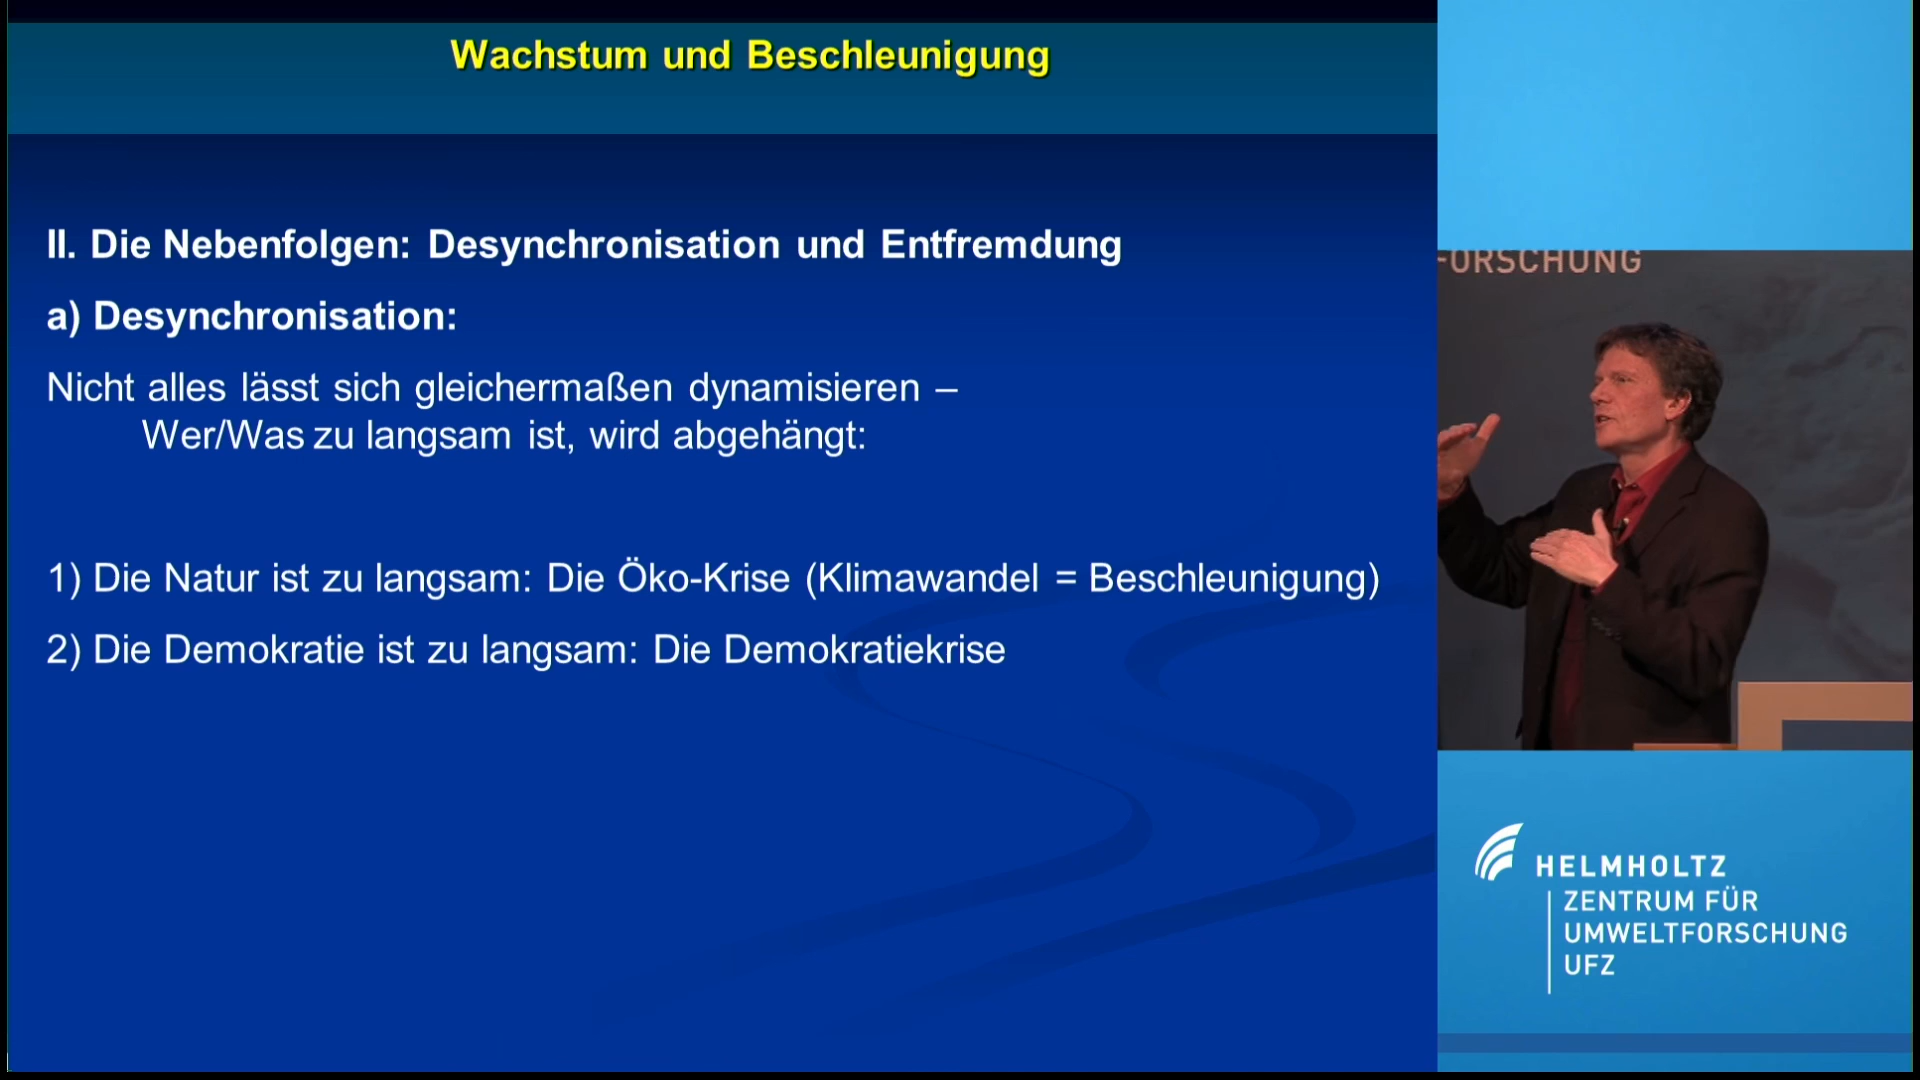 Wachstum und Beschleunigung
II. Die Nebenfolgen: Desynchronisation und Entfremdung
a) Desynchronisation:
Nicht alles lässt sich gleichermaßen dynamisieren –
Wer/Was zu langsam ist, wird abgehängt:
1) Die Natur ist zu langsam: Die Öko-Krise (Klimawandel = Beschleunigung)
2) Die Demokratie ist zu langsam: Die Demokratiekrise
FORSCHUNG
HELMHOLTZ
ZENTRUM FÜR
UMWELTFORSCHUNG
UFZ